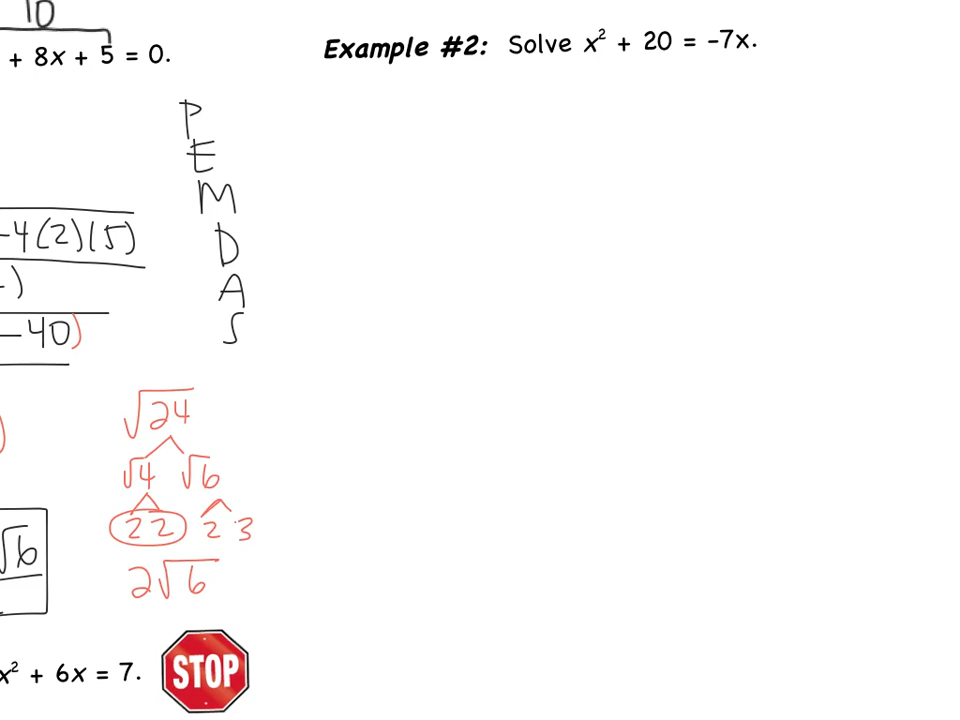 10
+ 8x + 5 = 0.
-4(2)(5)
-)
-40)
)
√6
x² + 6x = 7.
P
E
M
D
A
S
√24
√4 √6
2 2 2·3
2√6
STOP
Example #2: Solve x² + 20 = -7x.